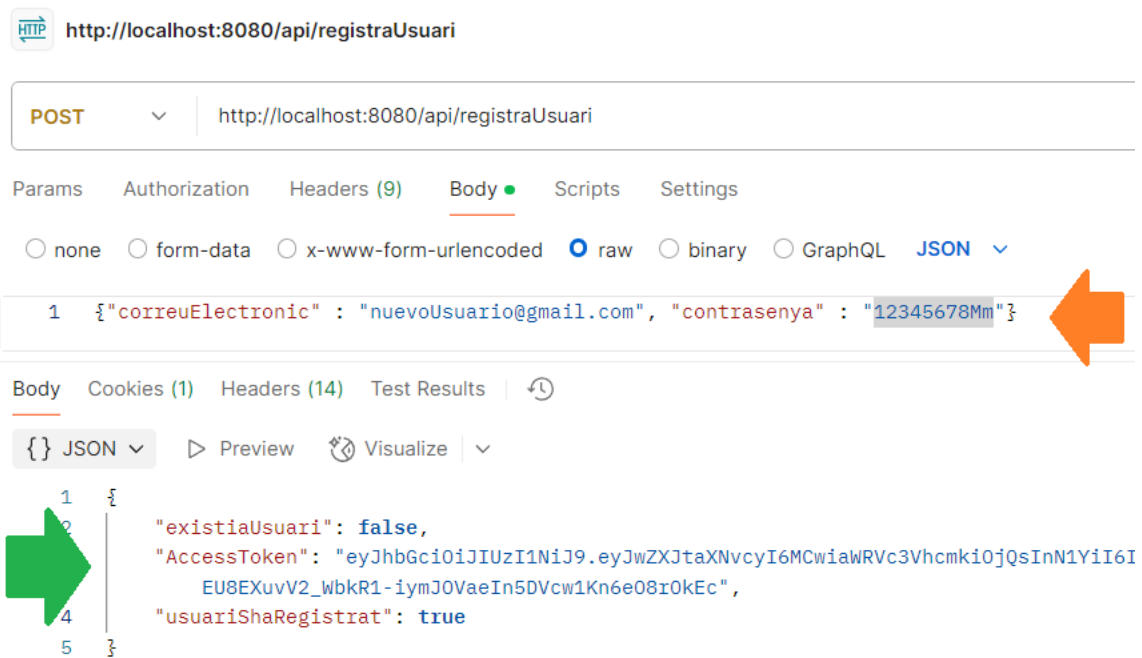 HTTP http://localhost:8080/api/registraUsuari
POST http://localhost:8080/api/registraUsuari
Params Authorization Headers (9) Body Scripts Settings
none form-data x-www-form-urlencoded raw binary GraphQL JSON
1 {"correuElectronic" : "nuevoUsuario@gmail.com", "contrasenya" : "12345678Mm"}
Body Cookies (1) Headers (14) Test Results
{} JSON Preview Visualize
1 {
2 "existiaUsuari": false,
"AccessToken": "eyJhbGciOiJIUzI1NiJ9.eyJwZXJtaXNvcyI6MCwiaWRVc3VhcmkiOjQsInN1YiI6I
EU8EXuvV2_WbkR1-iymJOVaeIn5DVcw1Kn6eO8rOkEc",
4 "usuariShaRegistrat": true
5 }